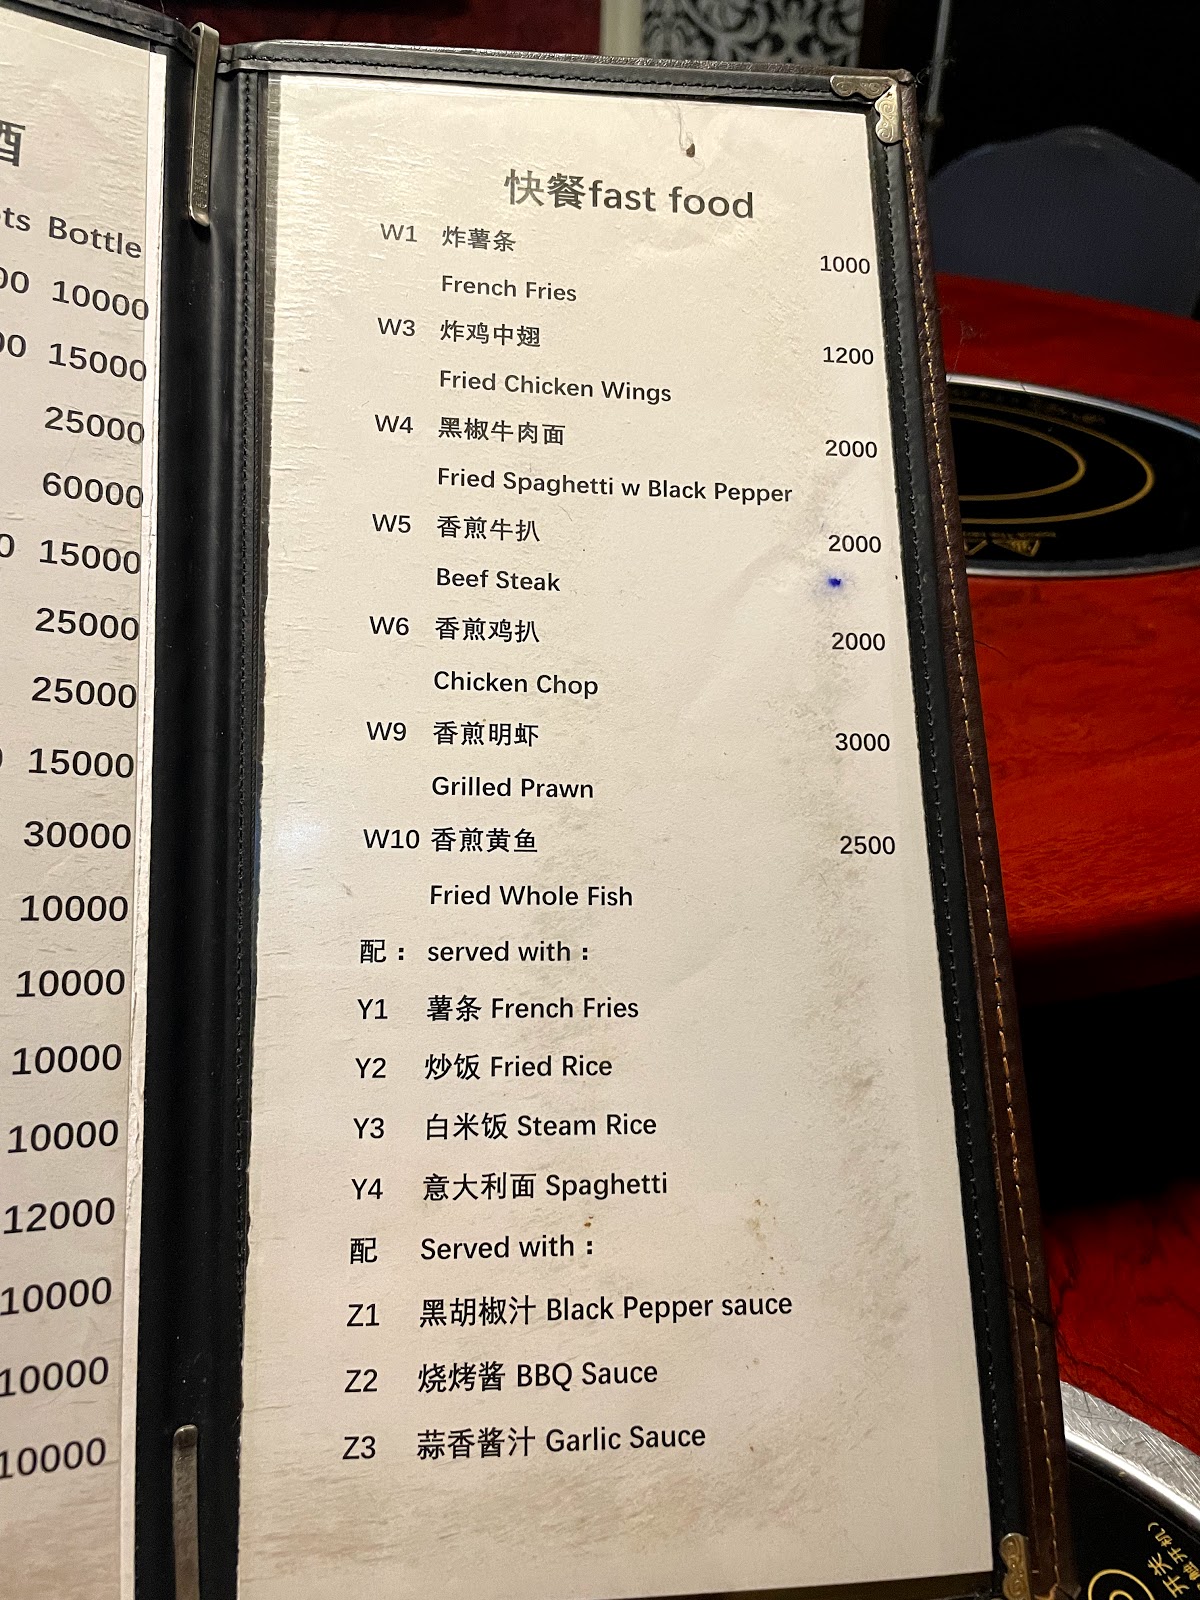 酒
ts Bottle
00 10000
00 15000
25000
60000
0 15000
25000
25000
15000
30000
10000
10000
10000
10000
12000
10000
10000
10000
快餐fast food
W1 炸薯条 1000
French Fries
W3 炸鸡中翅 1200
Fried Chicken Wings
W4 黑椒牛肉面 2000
Fried Spaghetti w Black Pepper
W5 香煎牛扒 2000
Beef Steak
W6 香煎鸡扒 2000
Chicken Chop
W9 香煎明虾 3000
Grilled Prawn
W10 香煎黄鱼 2500
Fried Whole Fish
配： served with：
Y1 薯条 French Fries
Y2 炒饭 Fried Rice
Y3 白米饭 Steam Rice
Y4 意大利面 Spaghetti
配 Served with：
Z1 黑胡椒汁 Black Pepper sauce
Z2 烧烤酱 BBQ Sauce
Z3 蒜香酱汁 Garlic Sauce
开关